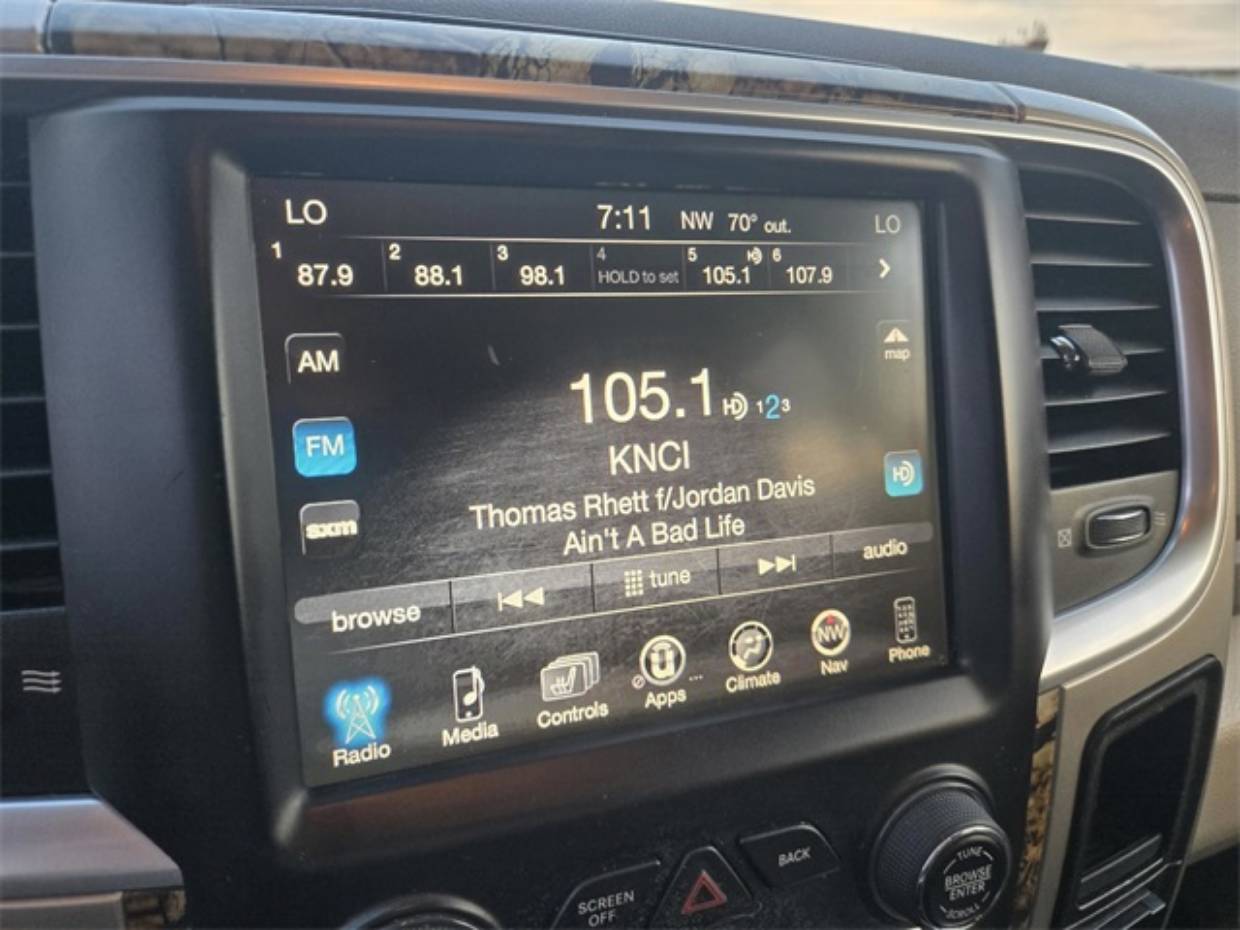 LO 7:11 NW 70° out. LO
1 87.9 2 88.1 3 98.1 4 HOLD to set 5 105.1 HD 6 107.9
AM
map
105.1 HD 1 2 3
FM
KNCI
HD
Thomas Rhett f/Jordan Davis
sxm
Ain't A Bad Life
browse tune audio
Radio Media Controls Apps Climate NW Nav Phone
SCREEN OFF
BACK
TUNE
BROWSE
ENTER
SCROLL